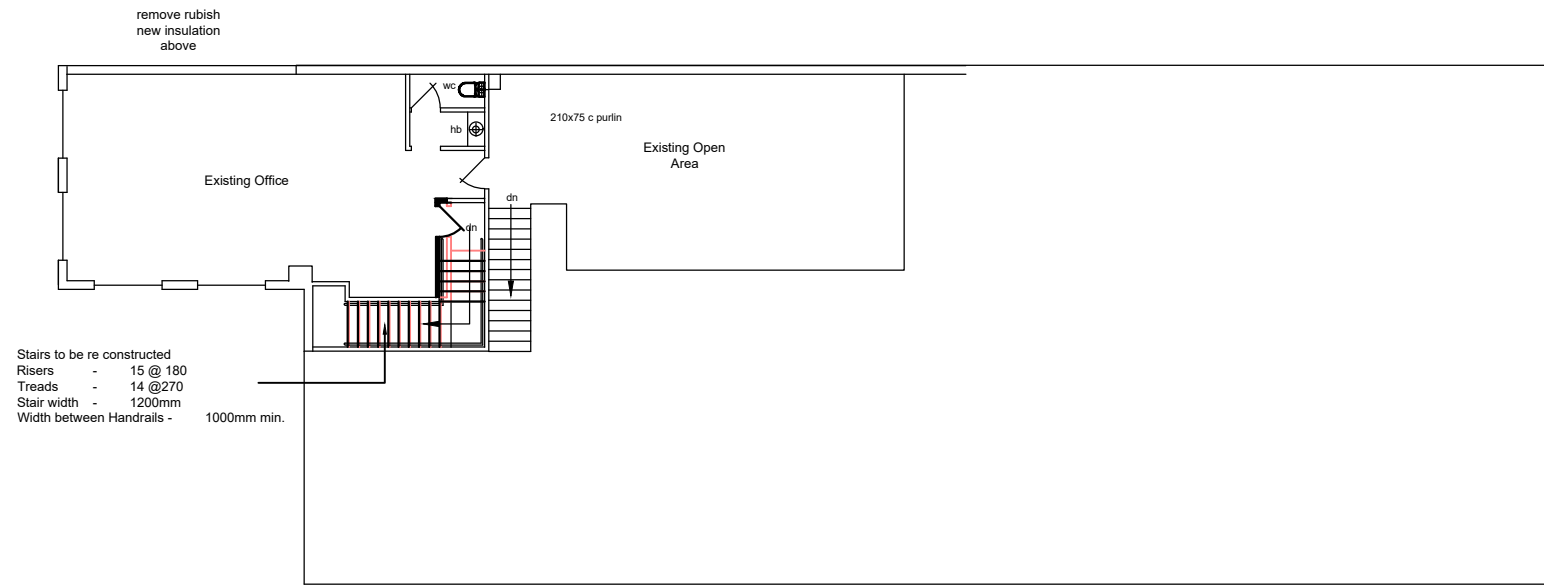 remove rubish
new insulation
above
wc
hb
210x75 c purlin
Existing Open
Area
Existing Office
dn
dn
Stairs to be re constructed
Risers - 15 @ 180
Treads - 14 @270
Stair width - 1200mm
Width between Handrails - 1000mm min.